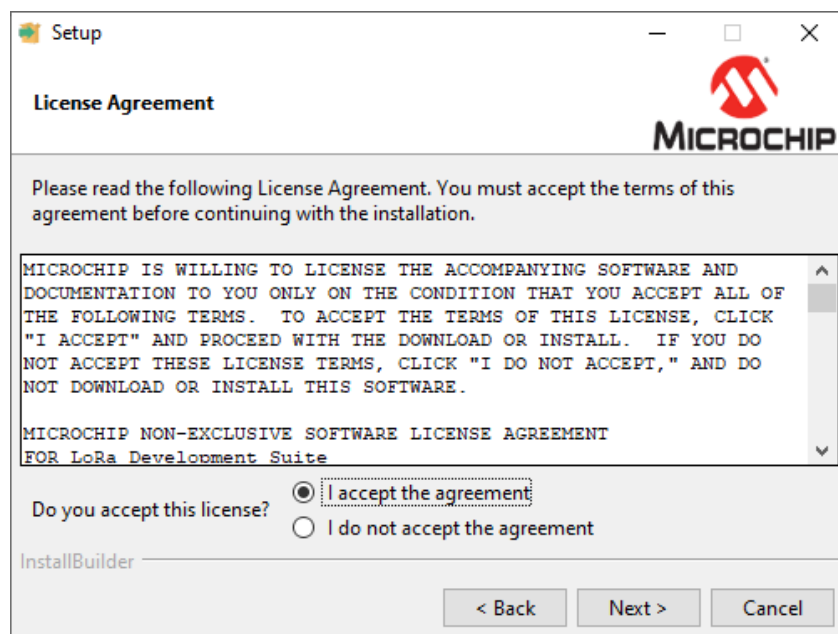 Setup
License Agreement
MICROCHIP
Please read the following License Agreement. You must accept the terms of this
agreement before continuing with the installation.
MICROCHIP IS WILLING TO LICENSE THE ACCOMPANYING SOFTWARE AND
DOCUMENTATION TO YOU ONLY ON THE CONDITION THAT YOU ACCEPT ALL OF
THE FOLLOWING TERMS.  TO ACCEPT THE TERMS OF THIS LICENSE, CLICK
"I ACCEPT" AND PROCEED WITH THE DOWNLOAD OR INSTALL.  IF YOU DO
NOT ACCEPT THESE LICENSE TERMS, CLICK "I DO NOT ACCEPT," AND DO
NOT DOWNLOAD OR INSTALL THIS SOFTWARE.
MICROCHIP NON-EXCLUSIVE SOFTWARE LICENSE AGREEMENT
FOR LoRa Development Suite
Do you accept this license?
I accept the agreement
I do not accept the agreement
InstallBuilder
< Back
Next >
Cancel